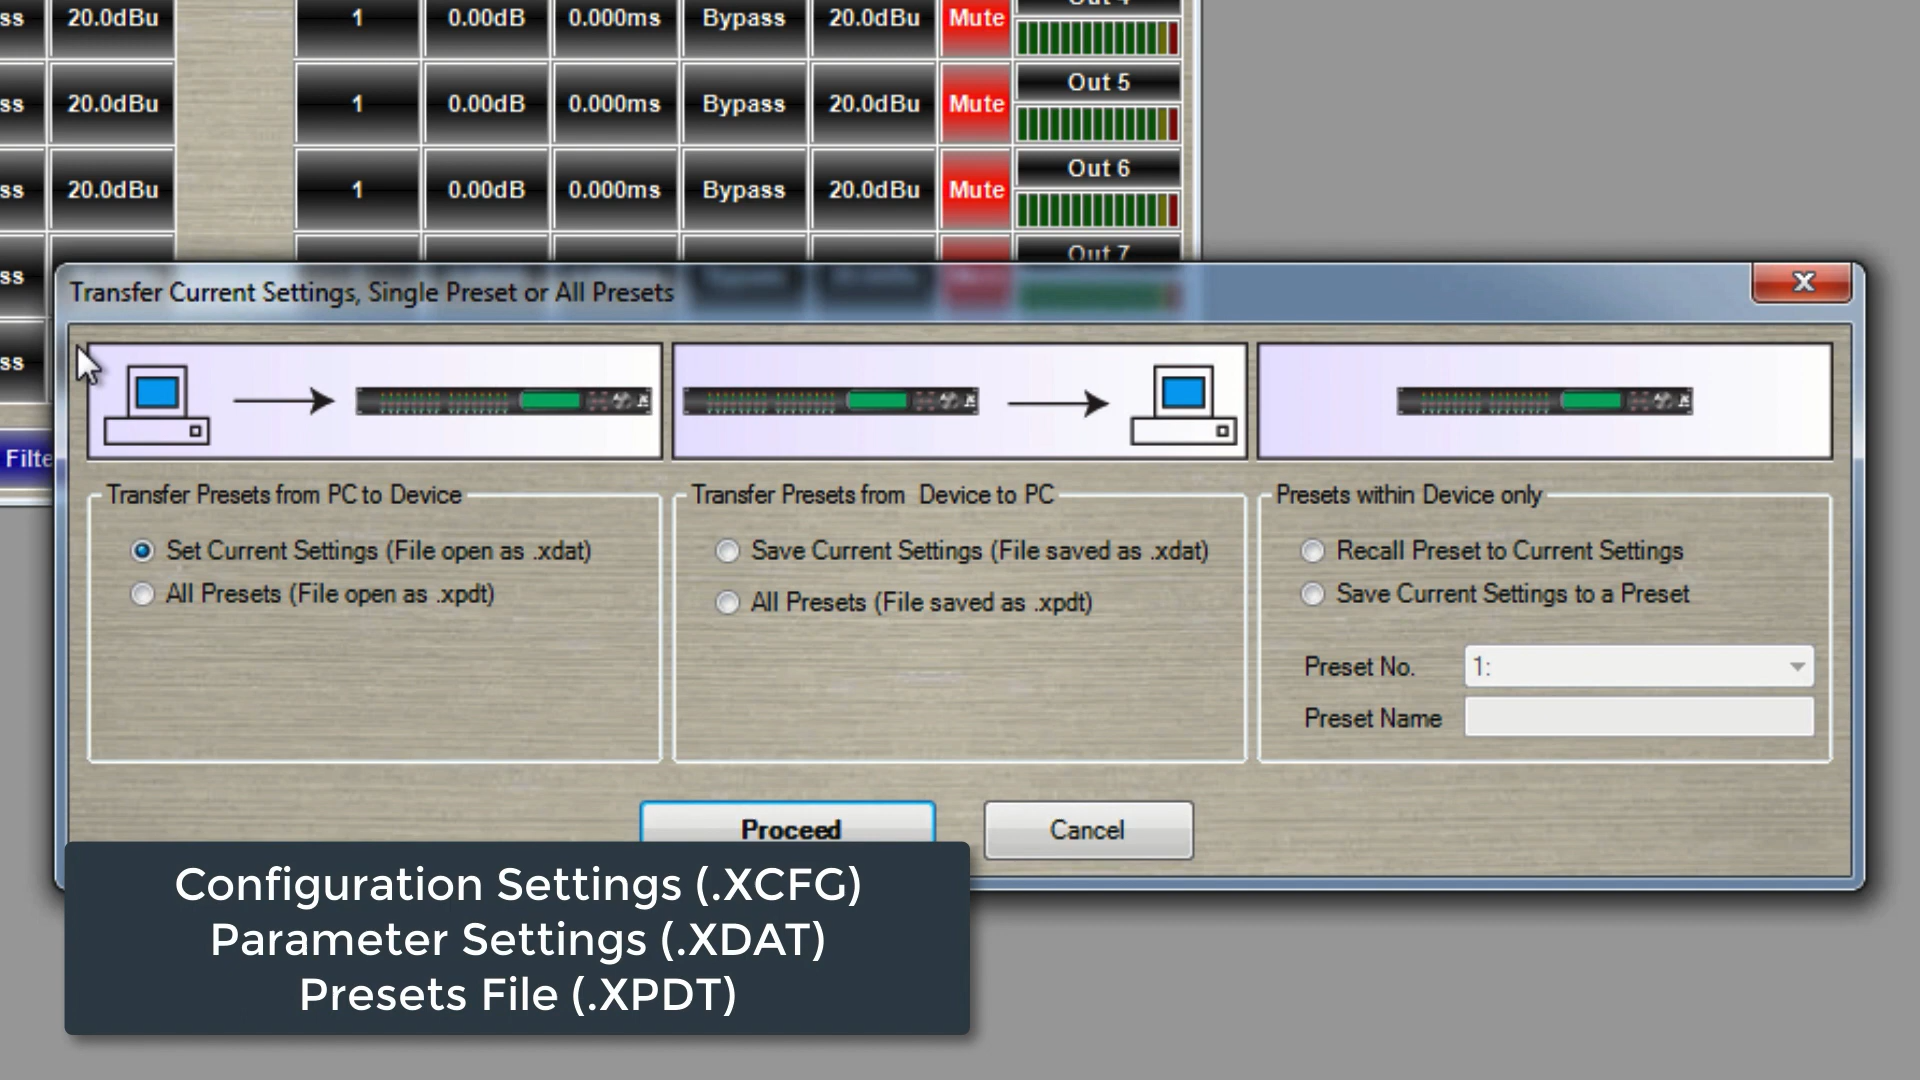 ss 20.0dBu 1 0.00dB 0.000ms Bypass 20.0dBu Mute Out 4
ss 20.0dBu 1 0.00dB 0.000ms Bypass 20.0dBu Mute Out 5
ss 20.0dBu 1 0.00dB 0.000ms Bypass 20.0dBu Mute Out 6
ss Out 7
ss
Filte
Transfer Current Settings, Single Preset or All Presets X
Transfer Presets from PC to Device
Set Current Settings (File open as .xdat)
All Presets (File open as .xpdt)
Transfer Presets from Device to PC
Save Current Settings (File saved as .xdat)
All Presets (File saved as .xpdt)
Presets within Device only
Recall Preset to Current Settings
Save Current Settings to a Preset
Preset No. 1:
Preset Name
Proceed Cancel
Configuration Settings (.XCFG)
Parameter Settings (.XDAT)
Presets File (.XPDT)